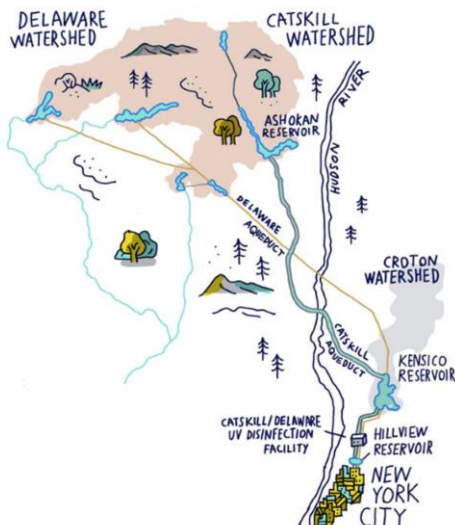 DELAWARE
WATERSHED
CATSKILL
WATERSHED
ASHOKAN
RESERVOIR
HUDSON
RIVER
DELAWARE
AQUEDUCT
CROTON
WATERSHED
CATSKILL
AQUEDUCT
KENSICO
RESERVOIR
CATSKILL/DELAWARE
UV DISINFECTION
FACILITY
HILLVIEW
RESERVOIR
NEW
YORK
CITY